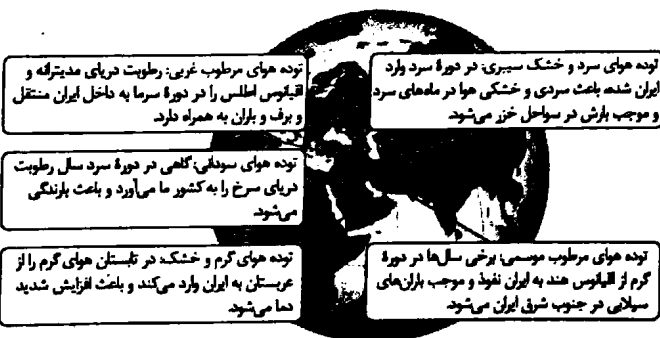 توده هوای سرد و خشک سیبری: در دورهٔ سرد وارد
ایران شده، باعث سردی و خشکی هوا در ماه‌های سرد
و موجب بارش در سواحل خزر می‌شود.
توده هوای مرطوب غربی: رطوبت دریای مدیترانه و
اقیانوس اطلس را در دورهٔ سرما به داخل ایران منتقل
و برف و باران به همراه دارد.
توده هوای سودانی: گاهی در دورهٔ سرد سال رطوبت
دریای سرخ را به کشور ما می‌آورد و باعث بارندگی
می‌شود.
توده هوای مرطوب موسمی: برخی سال‌ها در دورهٔ
گرم از اقیانوس هند به ایران نفوذ و موجب باران‌های
سیلابی در جنوب شرق ایران می‌شود.
توده هوای گرم و خشک: در تابستان هوای گرم را از
عربستان به ایران وارد می‌کند و باعث افزایش شدید
دما می‌شود.